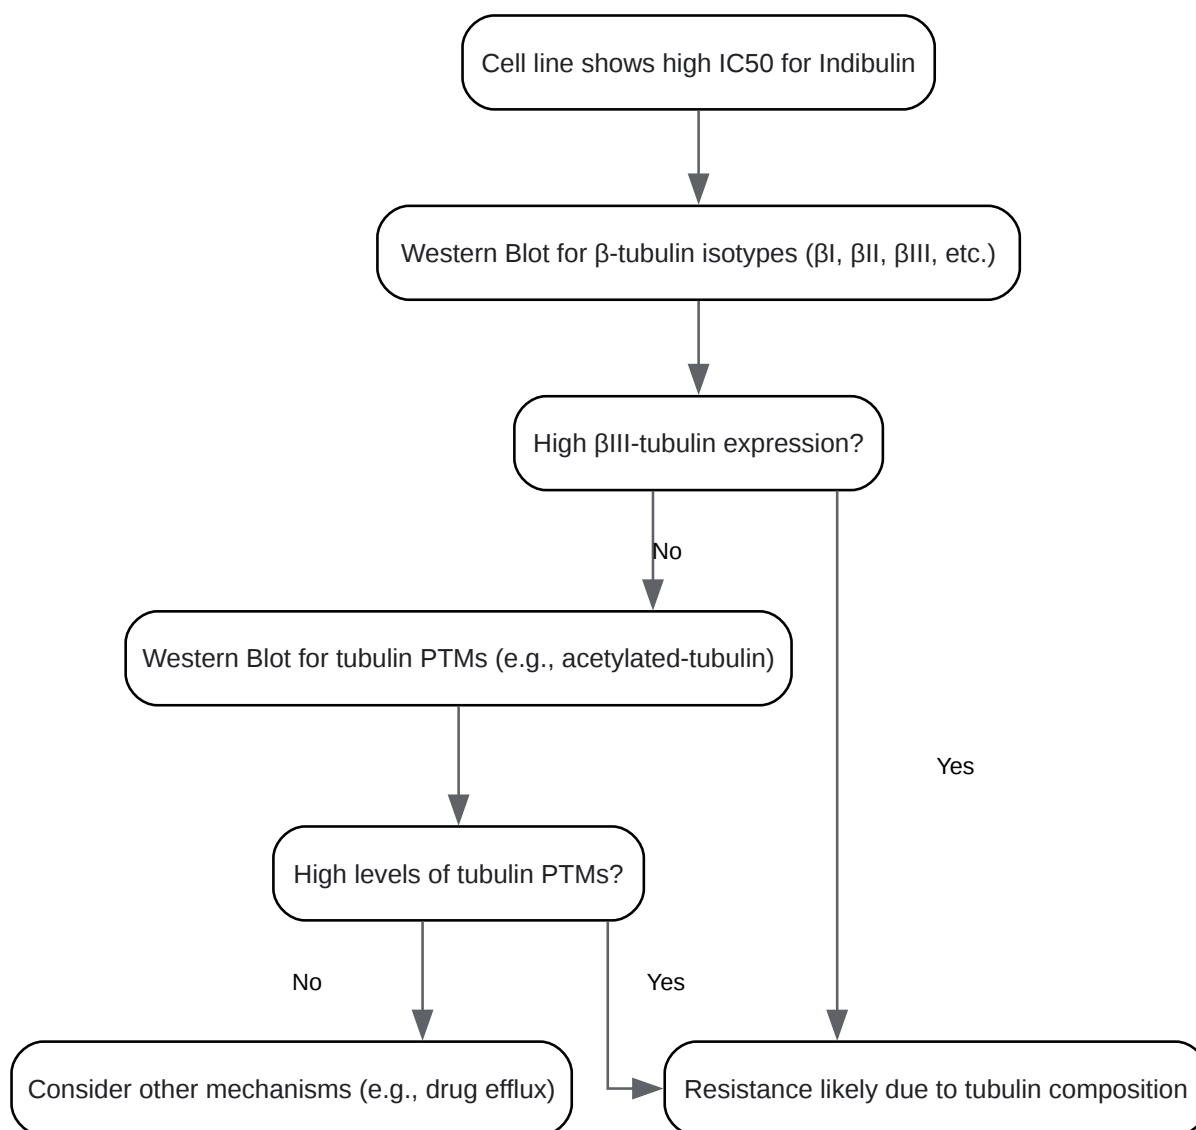 Cell line shows high IC50 for Indibulin
Western Blot for β-tubulin isotypes (βI, βII, βIII, etc.)
High βIII-tubulin expression?
No
Western Blot for tubulin PTMs (e.g., acetylated-tubulin)
Yes
High levels of tubulin PTMs?
No
Yes
Consider other mechanisms (e.g., drug efflux)
Resistance likely due to tubulin composition